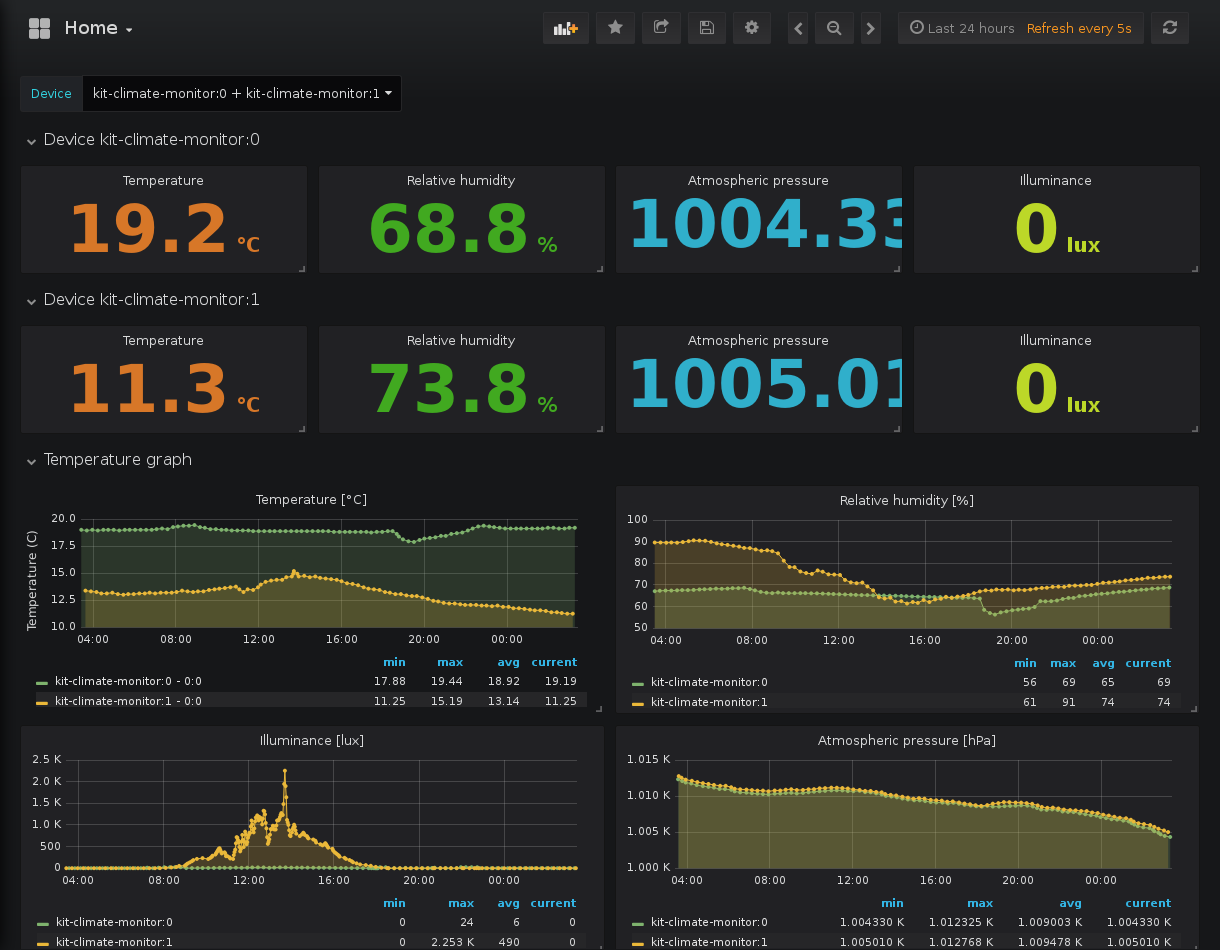 Home
Last 24 hours Refresh every 5s
Device kit-climate-monitor:0 + kit-climate-monitor:1
Device kit-climate-monitor:0
Temperature
19.2 °C
Relative humidity
68.8 %
Atmospheric pressure
1004.33
Illuminance
0 lux
Device kit-climate-monitor:1
Temperature
11.3 °C
Relative humidity
73.8 %
Atmospheric pressure
1005.01
Illuminance
0 lux
Temperature graph
Temperature [°C]
Temperature (C)
20.0
17.5
15.0
12.5
10.0
04:00 08:00 12:00 16:00 20:00 00:00
min max avg current
kit-climate-monitor:0 - 0:0 17.88 19.44 18.92 19.19
kit-climate-monitor:1 - 0:0 11.25 15.19 13.14 11.25
Relative humidity [%]
100
90
80
70
60
50
04:00 08:00 12:00 16:00 20:00 00:00
min max avg current
kit-climate-monitor:0 56 69 65 69
kit-climate-monitor:1 61 91 74 74
Illuminance [lux]
2.5 K
2.0 K
1.5 K
1.0 K
500
0
04:00 08:00 12:00 16:00 20:00 00:00
min max avg current
kit-climate-monitor:0 0 24 6 0
kit-climate-monitor:1 0 2.253 K 490 0
Atmospheric pressure [hPa]
1.015 K
1.010 K
1.005 K
1.000 K
04:00 08:00 12:00 16:00 20:00 00:00
min max avg current
kit-climate-monitor:0 1.004330 K 1.012325 K 1.009003 K 1.004330 K
kit-climate-monitor:1 1.005010 K 1.012768 K 1.009478 K 1.005010 K